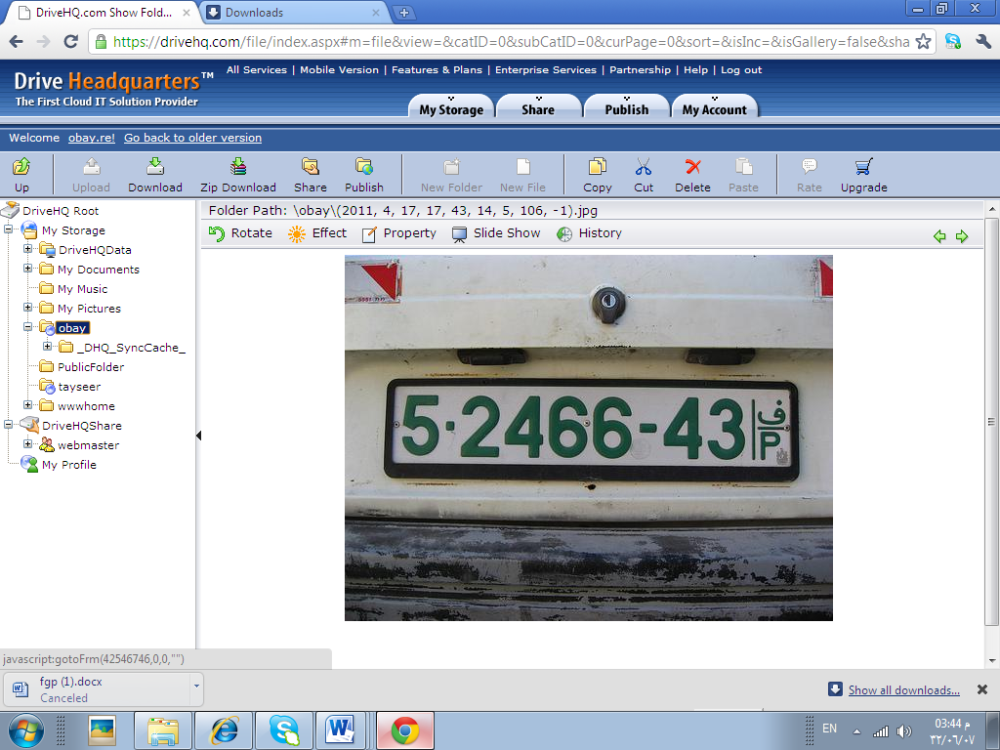 DriveHQ.com Show Fold...
Downloads
https://drivehq.com/file/index.aspx#m=file&view=&catID=0&subCatID=0&curPage=0&sort=&isInc=&isGallery=false&sha
Drive Headquarters™
The First Cloud IT Solution Provider
All Services | Mobile Version | Features & Plans | Enterprise Services | Partnership | Help | Log out
My Storage Share Publish My Account
Welcome obay.re! Go back to older version
Up Upload Download Zip Download Share Publish New Folder New File Copy Cut Delete Paste Rate Upgrade
Folder Path: \obay\(2011, 4, 17, 17, 43, 14, 5, 106, -1).jpg
Rotate Effect Property Slide Show History
DriveHQ Root
My Storage
DriveHQData
My Documents
My Music
My Pictures
obay
_DHQ_SyncCache_
PublicFolder
tayseer
wwwhome
DriveHQShare
webmaster
My Profile
5·2466-43 ف P
javascript:gotoFrm(42546746,0,0,"")
fgp (1).docx
Canceled
Show all downloads...
EN
03:44 م
٣٢/٠٦/٠٧